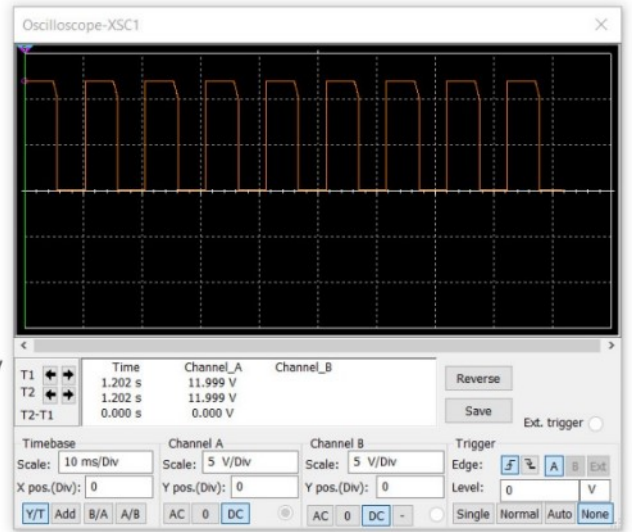 Oscilloscope-XSC1
Time Channel_A Channel_B
T1 1.202 s 11.999 V
T2 1.202 s 11.999 V
T2-T1 0.000 s 0.000 V
Reverse
Save
Ext. trigger
Timebase
Scale: 10 ms/Div
X pos.(Div): 0
Y/T Add B/A A/B
Channel A
Scale: 5 V/Div
Y pos.(Div): 0
AC 0 DC
Channel B
Scale: 5 V/Div
Y pos.(Div): 0
AC 0 DC -
Trigger
Edge: A B Ext
Level: 0 V
Single Normal Auto None